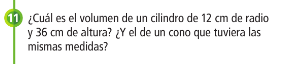 11 ¿Cuál es el volumen de un cilindro de 12 cm de radio
y 36 cm de altura? ¿Y el de un cono que tuviera las
mismas medidas?